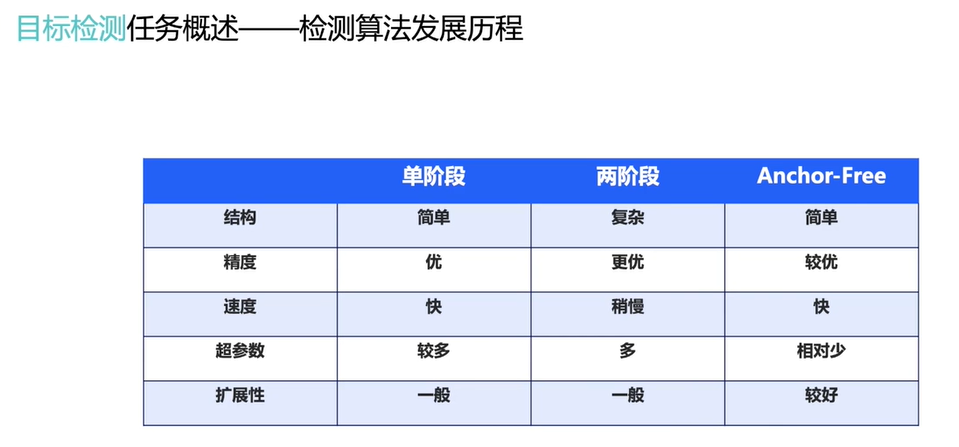 目标检测任务概述——检测算法发展历程
单阶段 两阶段 Anchor-Free
结构 简单 复杂 简单
精度 优 更优 较优
速度 快 稍慢 快
超参数 较多 多 相对少
扩展性 一般 一般 较好